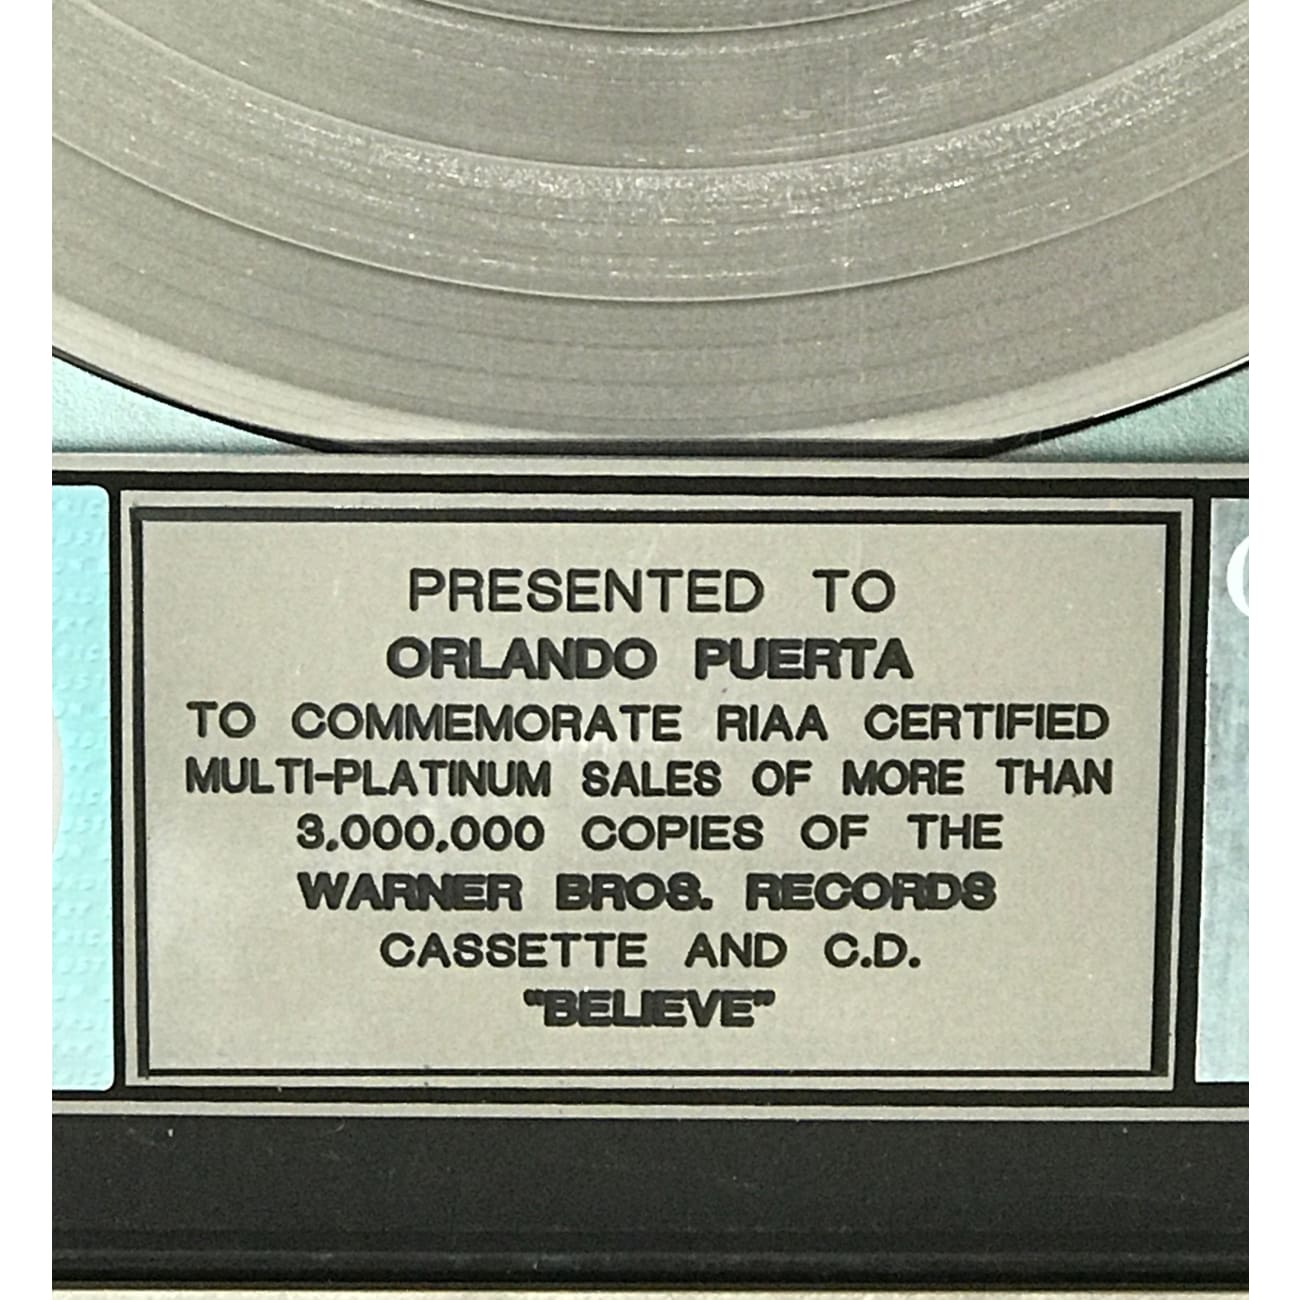 PRESENTED TO
ORLANDO PUERTA
TO COMMEMORATE RIAA CERTIFIED
MULTI-PLATINUM SALES OF MORE THAN
3,000,000 COPIES OF THE
WARNER BROS. RECORDS
CASSETTE AND C.D.
"BELIEVE"